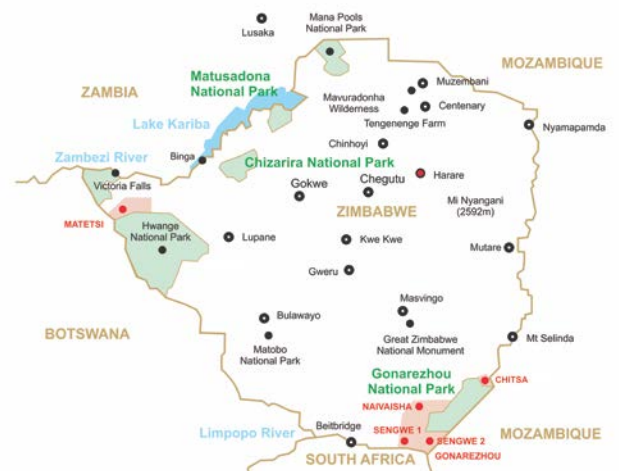 Mana Pools
National Park
Lusaka
MOZAMBIQUE
Matusadona
National Park
Muzembani
ZAMBIA
Mavuradonha
Wilderness
Centenary
Lake Kariba
Tengenenge Farm
Nyamapamda
Chinhoyi
Zambezi River
Binga
Chizarira National Park
Victoria Falls
Harare
Gokwe
Chegutu
MATETSI
ZIMBABWE
Mi Nyangani
(2592m)
Hwange
National Park
Lupane
Kwe Kwe
Mutare
Gweru
Masvingo
BOTSWANA
Bulawayo
Great Zimbabwe
National Monument
Mt Selinda
Matobo
National Park
Gonarezhou
National Park
CHITSA
NAIVAISHA
Limpopo River
Beitbridge
SENGWE 1
SENGWE 2
MOZAMBIQUE
GONAREZHOU
SOUTH AFRICA